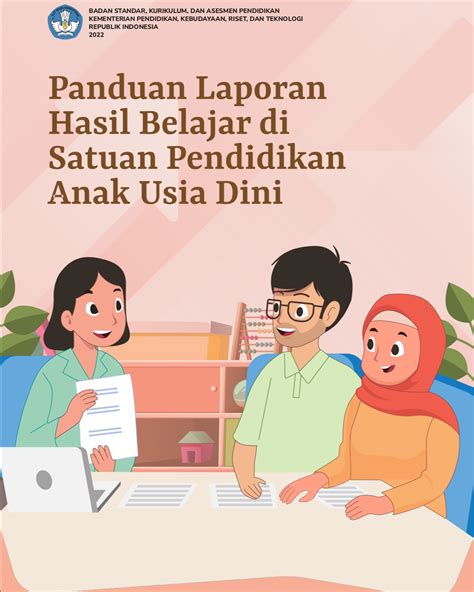 BADAN STANDAR, KURIKULUM, DAN ASESMEN PENDIDIKAN
KEMENTERIAN PENDIDIKAN, KEBUDAYAAN, RISET, DAN TEKNOLOGI
REPUBLIK INDONESIA
2022
Panduan Laporan
Hasil Belajar di
Satuan Pendidikan
Anak Usia Dini